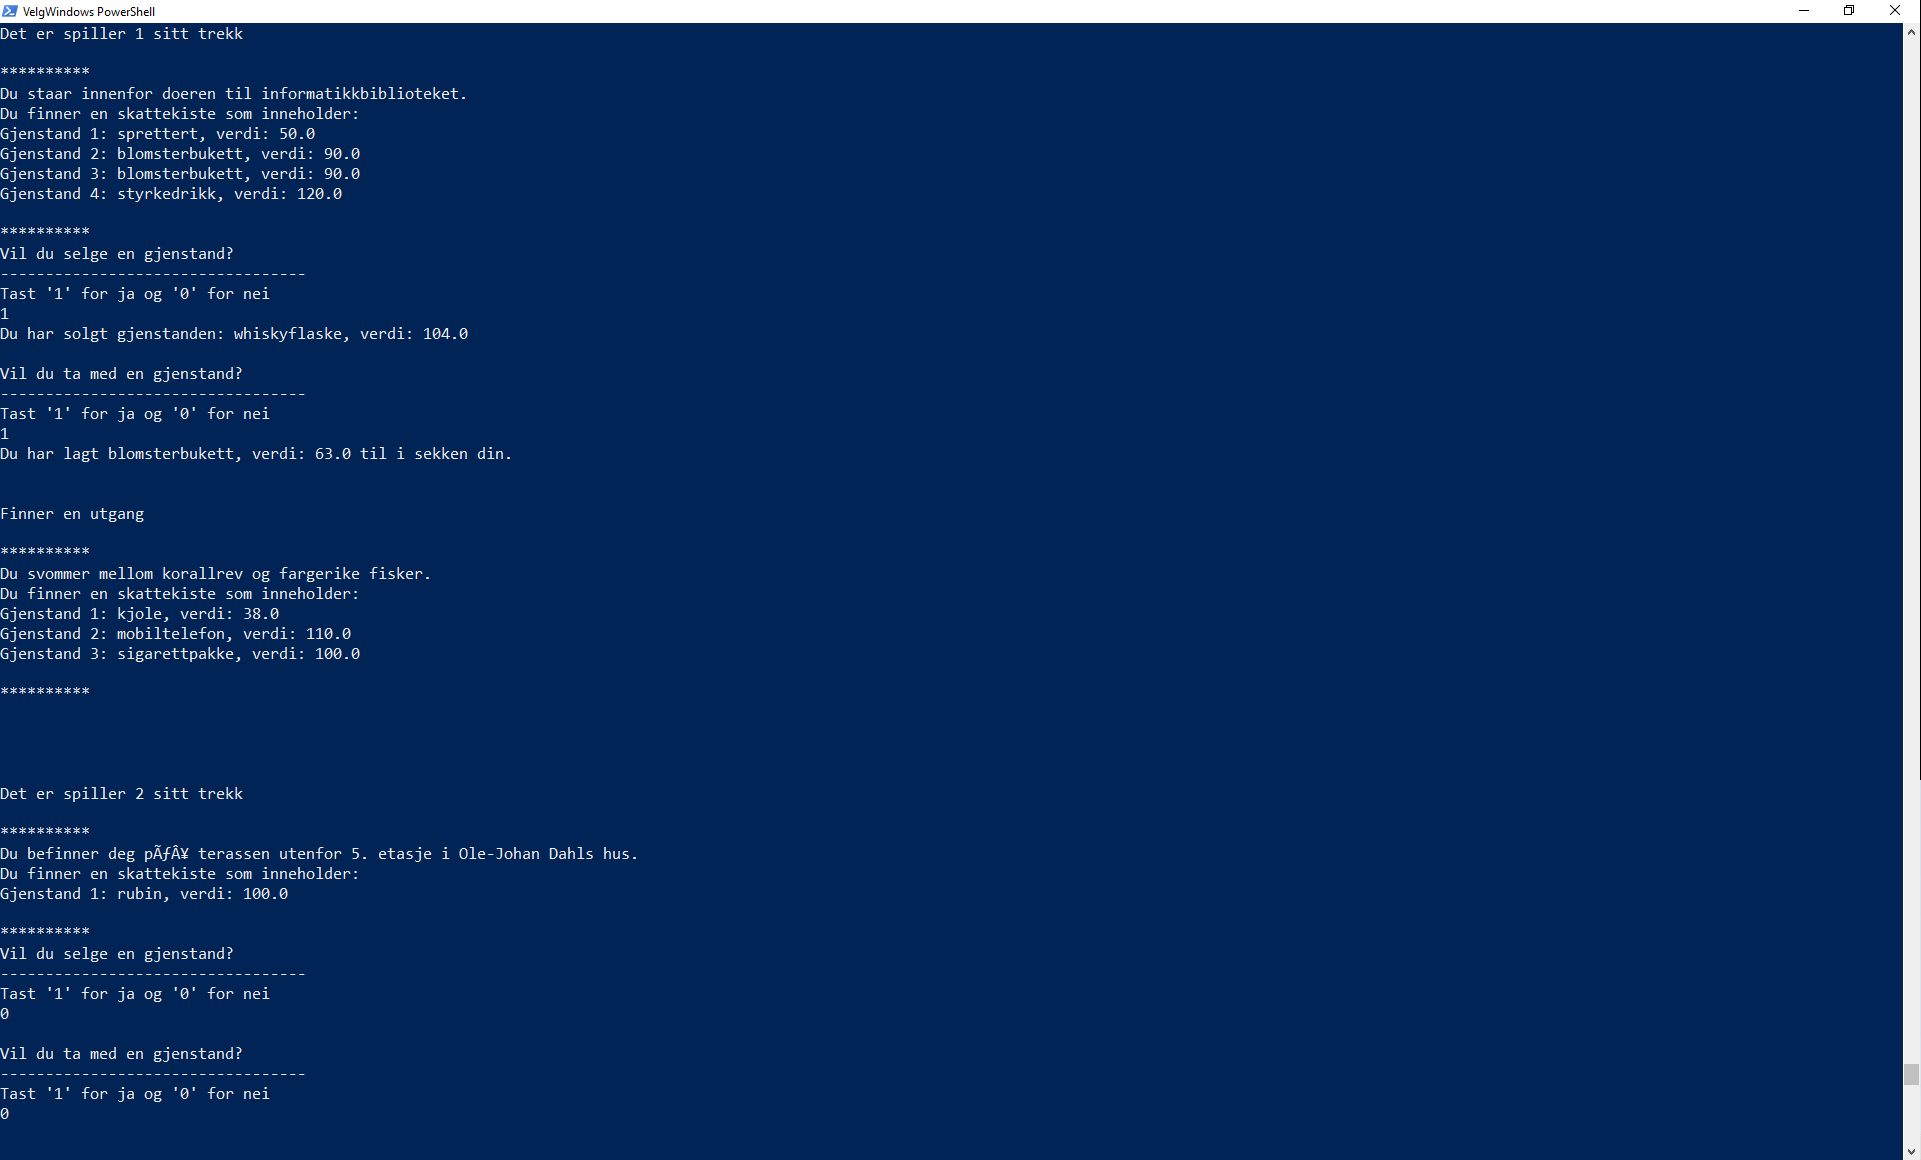 VelgWindows PowerShell
Det er spiller 1 sitt trekk
**********
Du staar innenfor doeren til informatikkbiblioteket.
Du finner en skattekiste som inneholder:
Gjenstand 1: sprettert, verdi: 50.0
Gjenstand 2: blomsterbukett, verdi: 90.0
Gjenstand 3: blomsterbukett, verdi: 90.0
Gjenstand 4: styrkedrikk, verdi: 120.0
**********
Vil du selge en gjenstand?
----------------------------------
Tast '1' for ja og '0' for nei
1
Du har solgt gjenstanden: whiskyflaske, verdi: 104.0
Vil du ta med en gjenstand?
----------------------------------
Tast '1' for ja og '0' for nei
1
Du har lagt blomsterbukett, verdi: 63.0 til i sekken din.
Finner en utgang
**********
Du svommer mellom korallrev og fargerike fisker.
Du finner en skattekiste som inneholder:
Gjenstand 1: kjole, verdi: 38.0
Gjenstand 2: mobiltelefon, verdi: 110.0
Gjenstand 3: sigarettpakke, verdi: 100.0
**********
Det er spiller 2 sitt trekk
**********
Du befinner deg pÃƒÂ¥ terassen utenfor 5. etasje i Ole-Johan Dahls hus.
Du finner en skattekiste som inneholder:
Gjenstand 1: rubin, verdi: 100.0
**********
Vil du selge en gjenstand?
----------------------------------
Tast '1' for ja og '0' for nei
0
Vil du ta med en gjenstand?
----------------------------------
Tast '1' for ja og '0' for nei
0